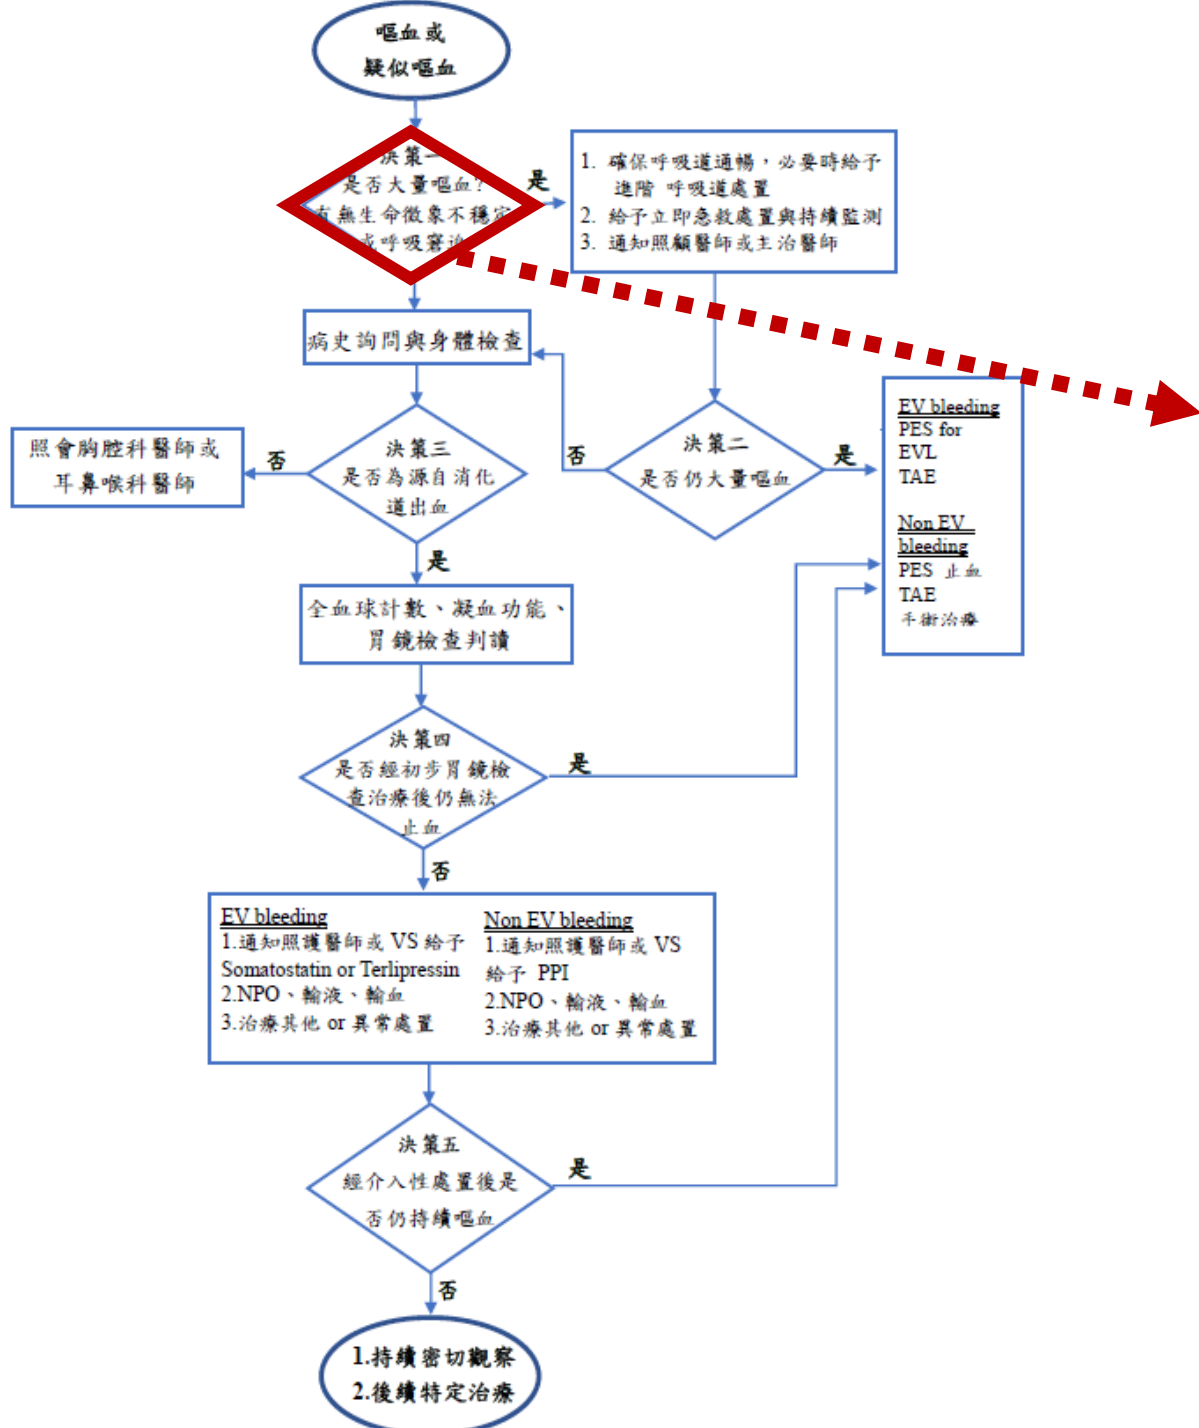 嘔血或
疑似嘔血
決策一
是否大量嘔血?
有無生命徵象不穩定
或呼吸窘迫
是
1. 確保呼吸道通暢，必要時給予
進階 呼吸道處置
2. 給予立即急救處置與持續監測
3. 通知照顧醫師或主治醫師
病史詢問與身體檢查
決策二
是否仍大量嘔血
否
是
EV bleeding
PES for
EVL
TAE
Non EV
bleeding
PES 止血
TAE
手術治療
決策三
是否為源自消化
道出血
否
照會胸腔科醫師或
耳鼻喉科醫師
是
全血球計數、凝血功能、
胃鏡檢查判讀
決策四
是否經初步胃鏡檢
查治療後仍無法
止血
是
否
EV bleeding
1.通知照護醫師或 VS 給予
Somatostatin or Terlipressin
2.NPO、輸液、輸血
3.治療其他 or 異常處置
Non EV bleeding
1.通知照護醫師或 VS
給予 PPI
2.NPO、輸液、輸血
3.治療其他 or 異常處置
決策五
經介入性處置後是
否仍持續嘔血
是
否
1.持續密切觀察
2.後續特定治療